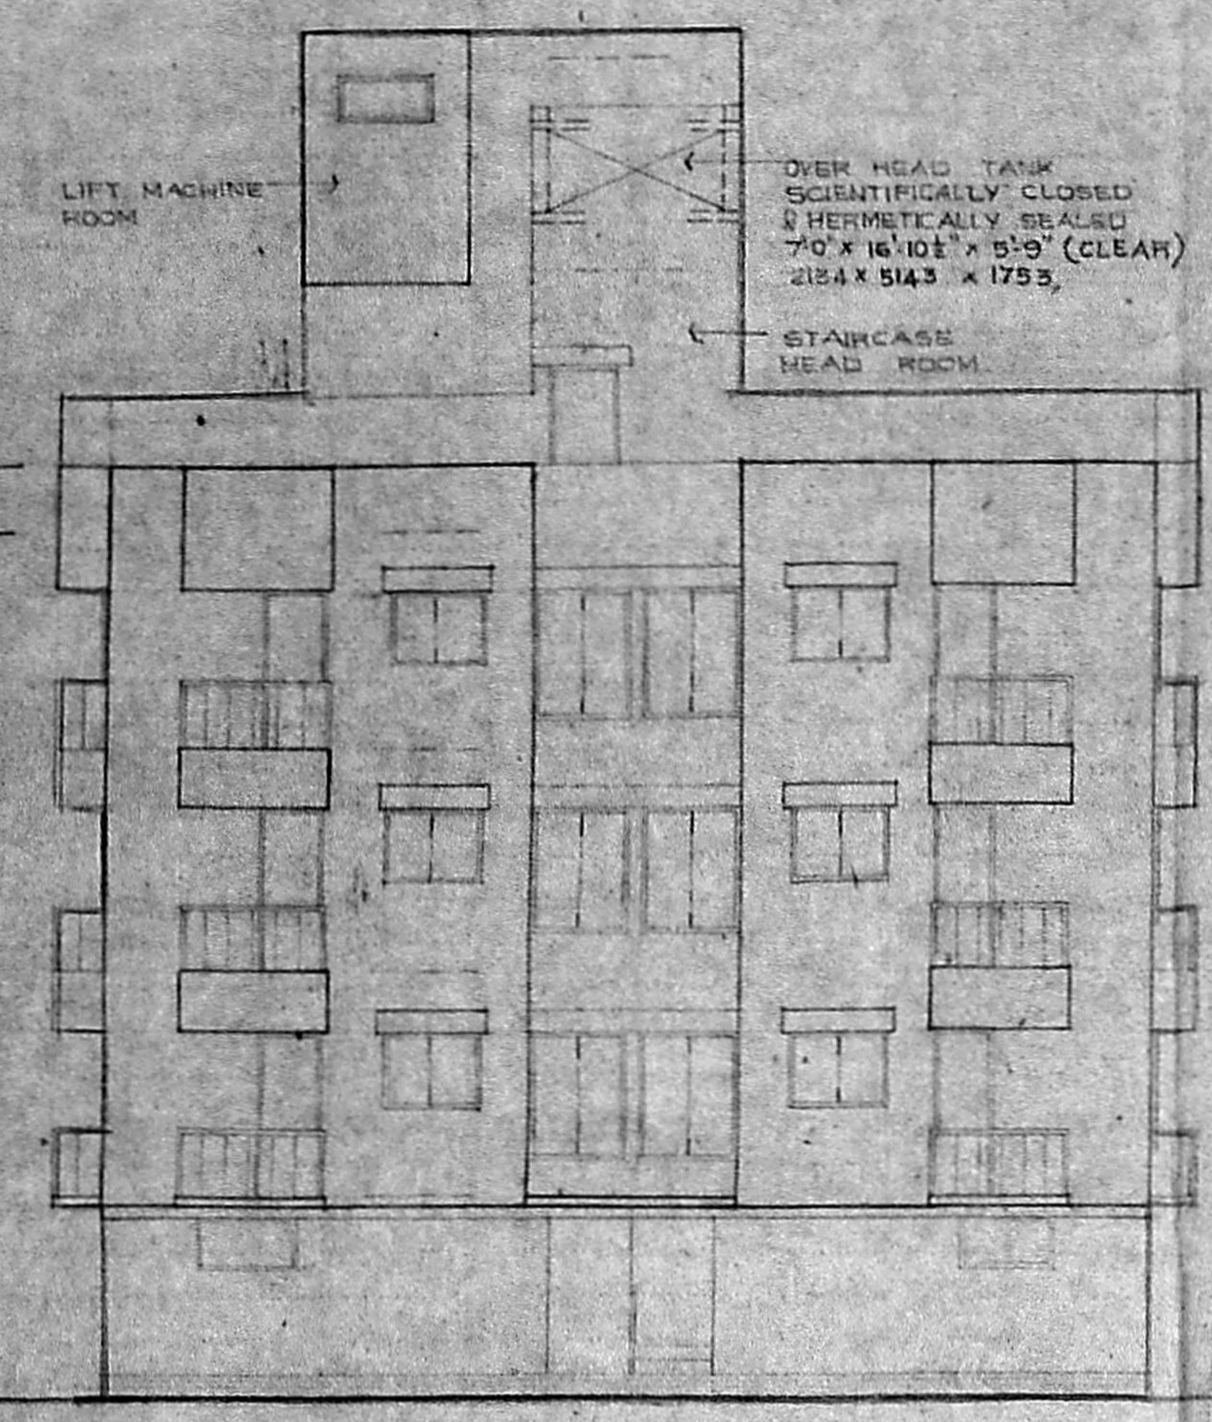 LIFT MACHINE
ROOM
OVER HEAD TANK
SCIENTIFICALLY CLOSED
& HERMETICALLY SEALED
7'-0" x 16'-10½" x 5'-9" (CLEAR)
2134 x 5143 x 1753,
STAIRCASE
HEAD ROOM